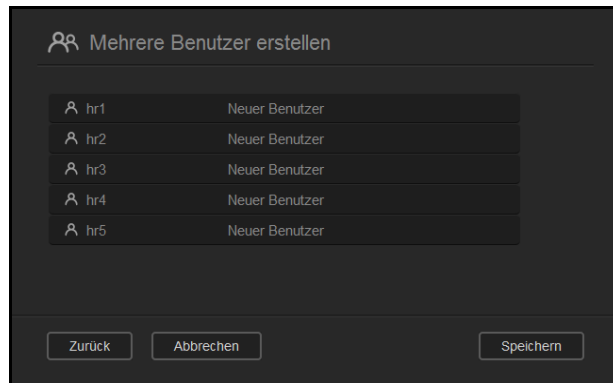 Mehrere Benutzer erstellen
hr1 Neuer Benutzer
hr2 Neuer Benutzer
hr3 Neuer Benutzer
hr4 Neuer Benutzer
hr5 Neuer Benutzer
Zurück Abbrechen Speichern